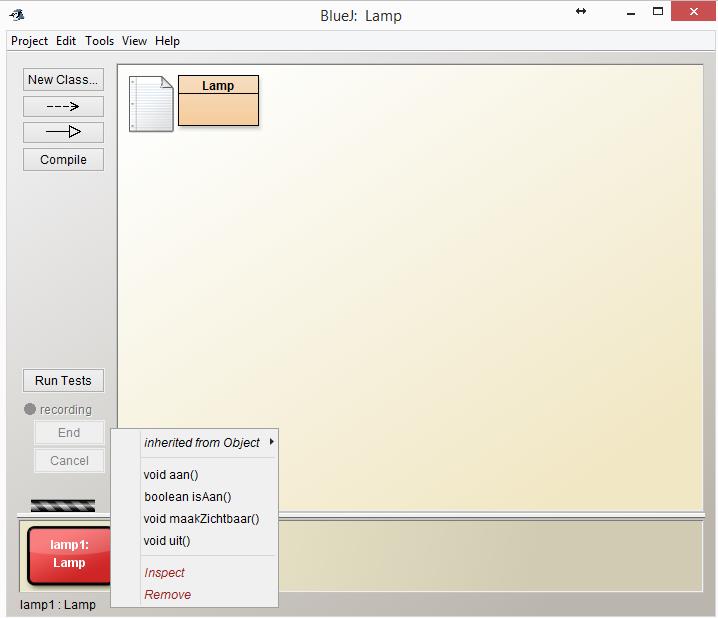 BlueJ: Lamp
Project Edit Tools View Help
New Class...
Compile
Lamp
Run Tests
recording
End
Cancel
inherited from Object
void aan()
boolean isAan()
void maakZichtbaar()
void uit()
Inspect
Remove
lamp1:
Lamp
lamp1 : Lamp